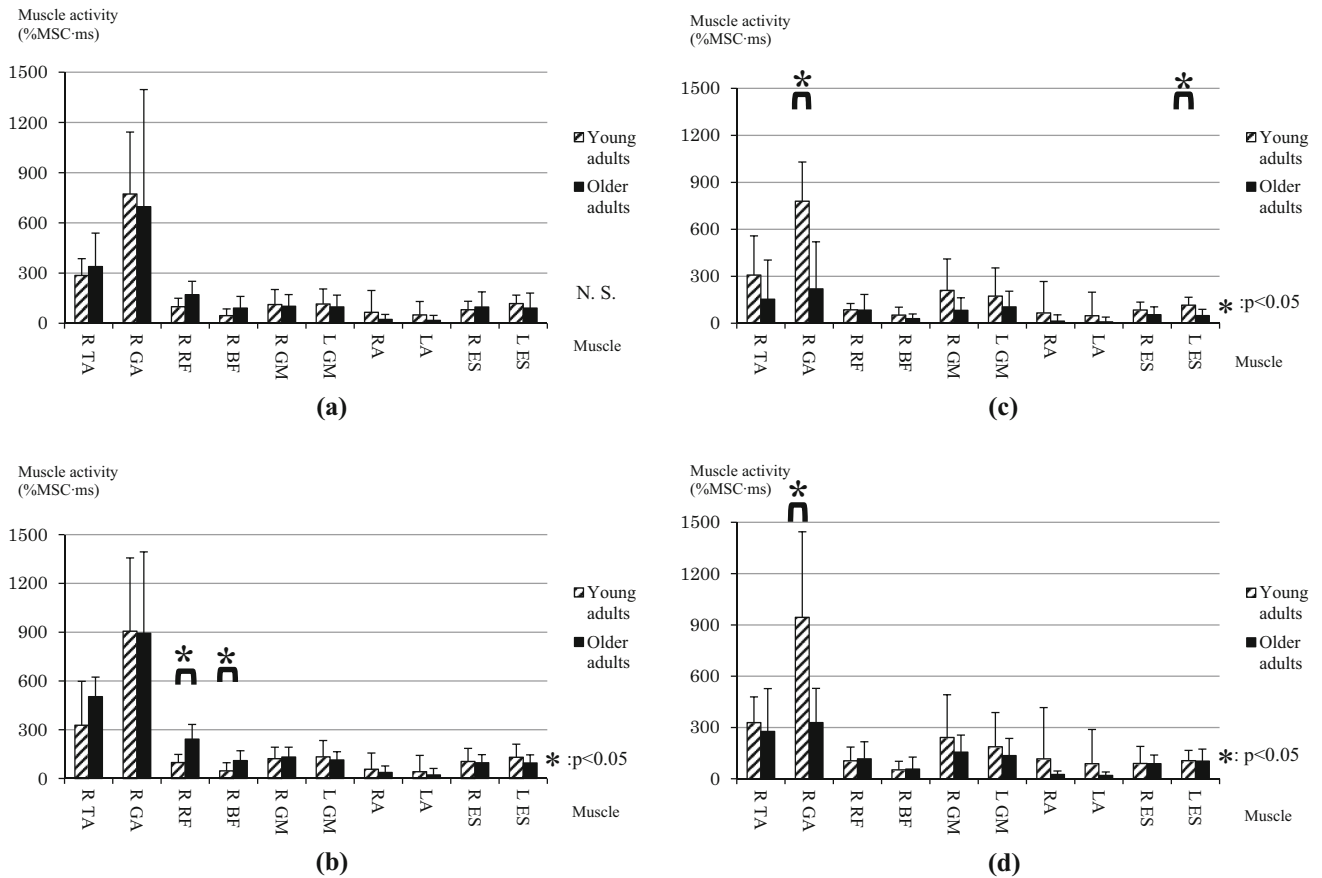 Muscle activity
(%MSC·ms)
1500
1200
900
600
300
0
R TA
R GA
R RF
R BF
R GM
L GM
RA
LA
R ES
L ES
Young
adults
Older
adults
N. S.
Muscle
(a)
Muscle activity
(%MSC·ms)
1500
1200
900
600
300
0
*
*
R TA
R GA
R RF
R BF
R GM
L GM
RA
LA
R ES
L ES
Young
adults
Older
adults
* :p<0.05
Muscle
(c)
Muscle activity
(%MSC·ms)
1500
1200
900
600
300
0
*
*
R TA
R GA
R RF
R BF
R GM
L GM
RA
LA
R ES
L ES
Young
adults
Older
adults
* :p<0.05
Muscle
(b)
Muscle activity
(%MSC·ms)
*
1500
1200
900
600
300
0
R TA
R GA
R RF
R BF
R GM
L GM
RA
LA
R ES
L ES
Young
adults
Older
adults
*: p<0.05
Muscle
(d)